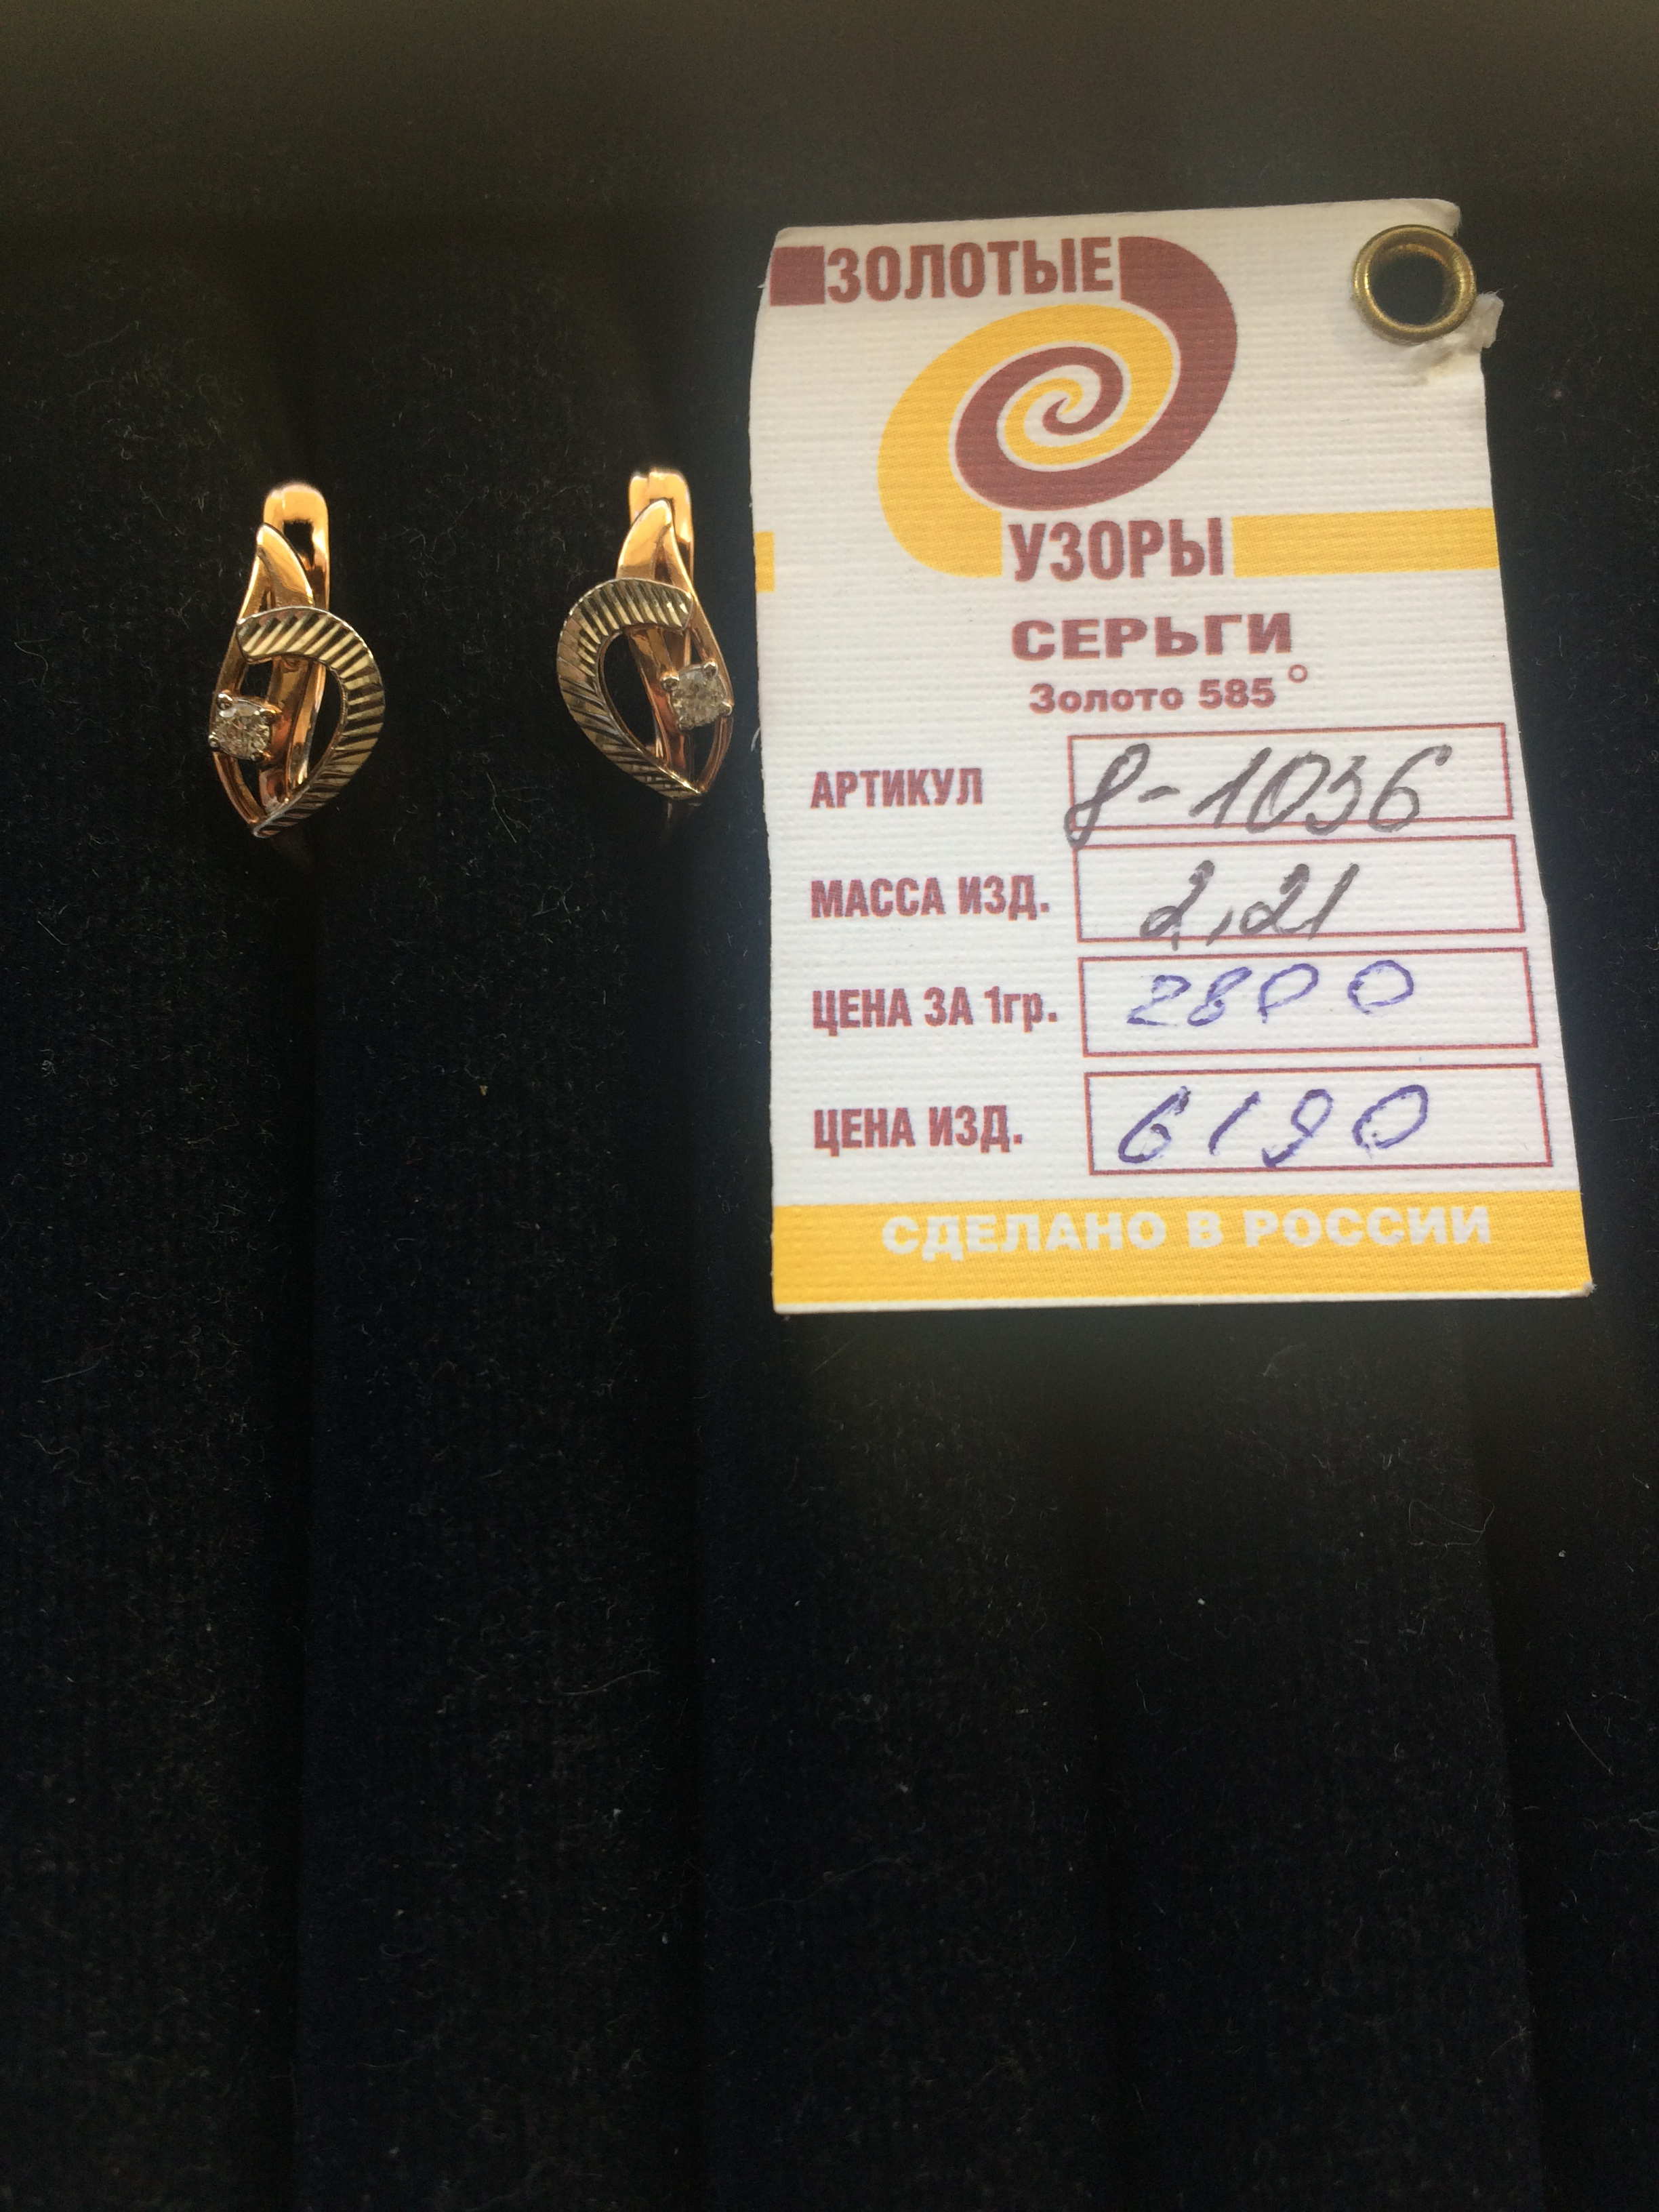 ЗОЛОТЫЕ
УЗОРЫ
СЕРЬГИ
Золото 585°
АРТИКУЛ 8-1036
МАССА ИЗД. 2,21
ЦЕНА ЗА 1гр. 2800
ЦЕНА ИЗД. 6190
СДЕЛАНО В РОССИИ